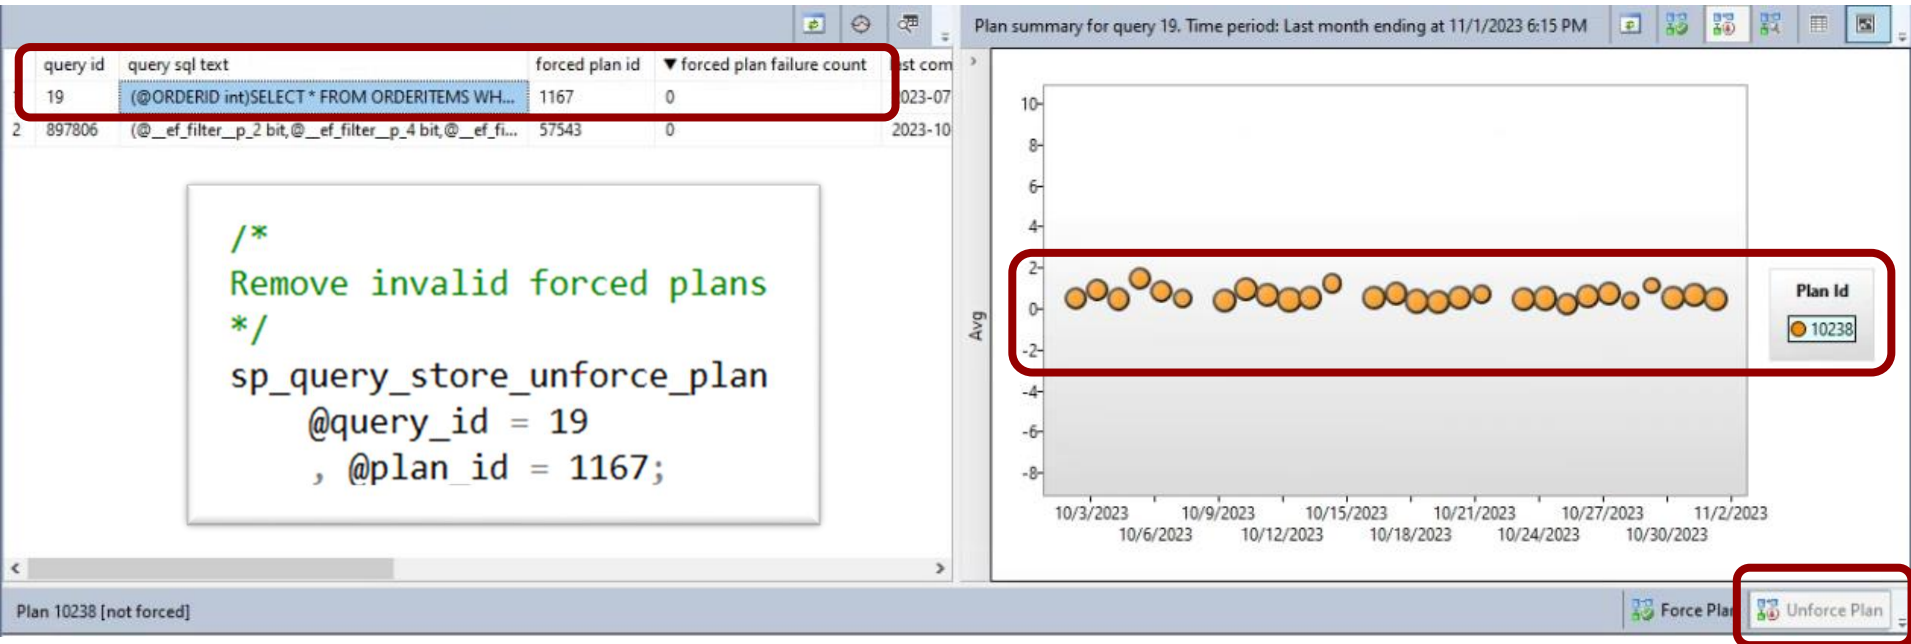 Plan summary for query 19. Time period: Last month ending at 11/1/2023 6:15 PM
query id query sql text forced plan id ▼ forced plan failure count last com
19 (@ORDERID int)SELECT * FROM ORDERITEMS WH... 1167 0 2023-07
2 897806 (@__ef_filter__p_2 bit,@__ef_filter__p_4 bit,@__ef_fi... 57543 0 2023-10
/*
Remove invalid forced plans
*/
sp_query_store_unforce_plan
@query_id = 19
, @plan_id = 1167;
Avg
10
8
6
4
2
0
-2
-4
-6
-8
10/3/2023 10/9/2023 10/15/2023 10/21/2023 10/27/2023 11/2/2023
10/6/2023 10/12/2023 10/18/2023 10/24/2023 10/30/2023
Plan Id
10238
Plan 10238 [not forced]
Force Plan Unforce Plan